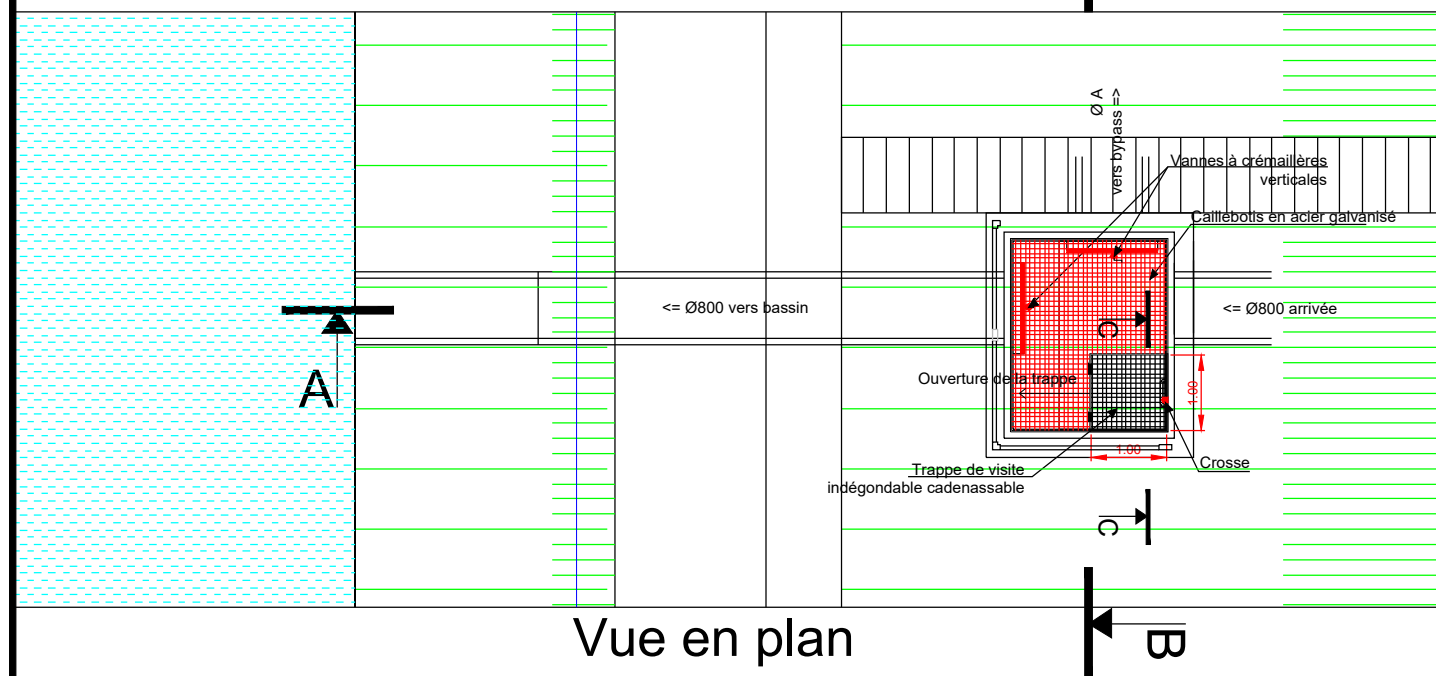 Ø A
vers bypass =>
Vannes à crémaillères
verticales
Caillebotis en acier galvanisé
<= Ø800 vers bassin
<= Ø800 arrivée
C
A
Ouverture de la trappe
<
1.00
1.00
Trappe de visite
indégondable cadenassable
Crosse
C
Vue en plan
B